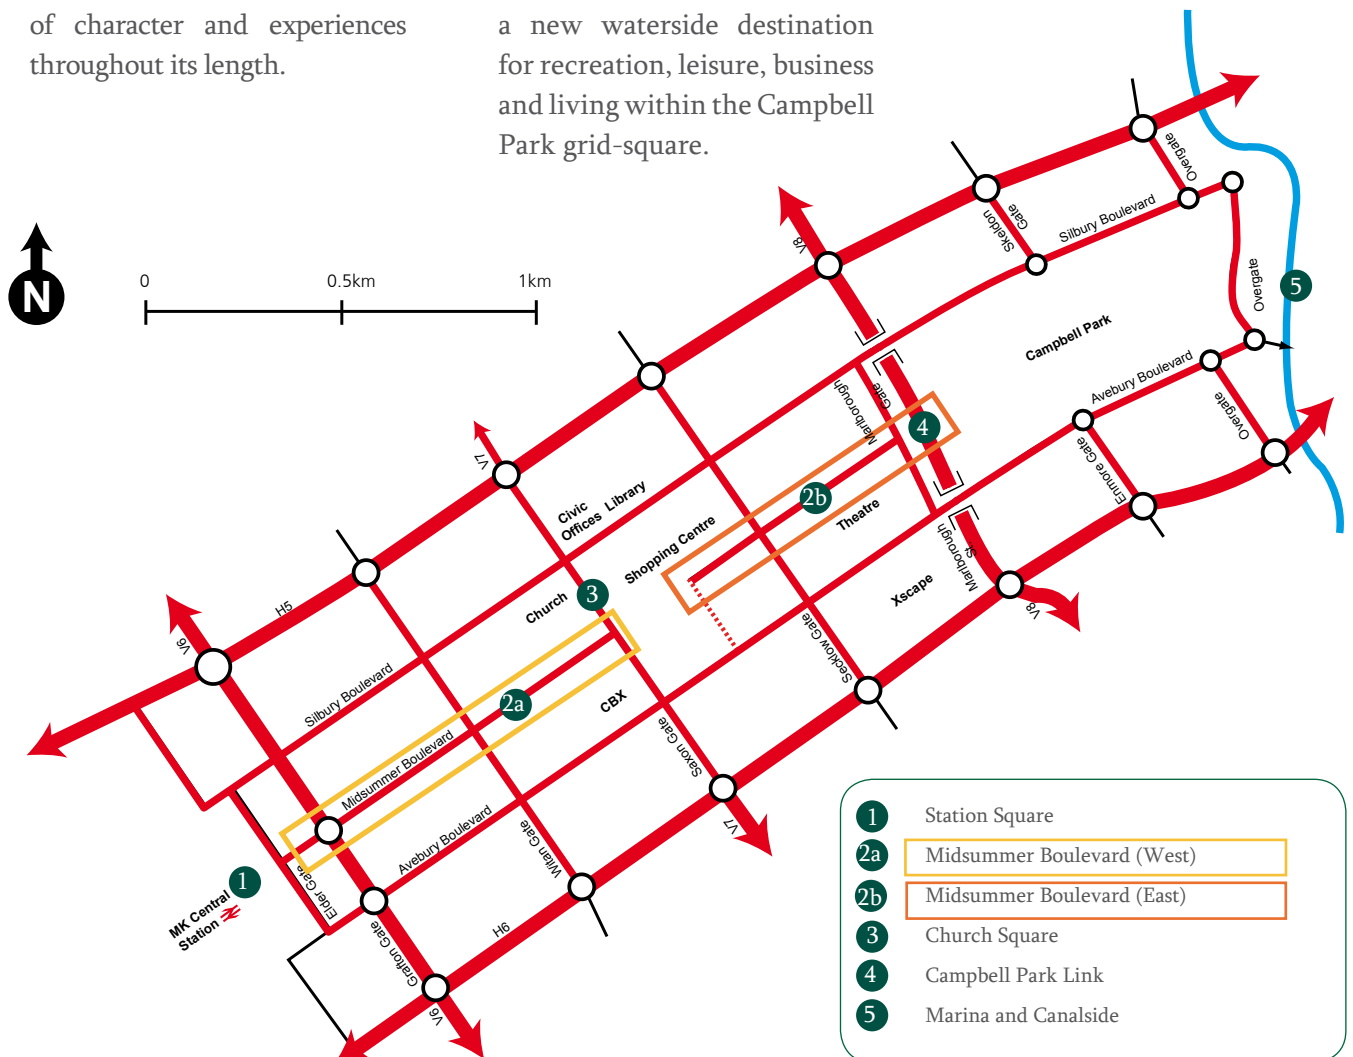 of character and experiences
throughout its length.
a new waterside destination
for recreation, leisure, business
and living within the Campbell
Park grid-square.
N
0
0.5km
1km
V8
Skeldon
Gate
Silbury Boulevard
Overgate
Overgate
5
Campbell Park
Avebury Boulevard
Overgate
Enmore Gate
Marlborough
Gate
4
2b
Theatre
Shopping Centre
Civic
Offices Library
V7
3
Church
H5
V6
Silbury Boulevard
Midsummer Boulevard
2a
CBX
Xscape
Marlborough
St.
V8
Secklow Gate
Saxon Gate
V7
Avebury Boulevard
Witan Gate
H6
Elder Gate
Grafton Gate
V6
1
MK Central
Station
1 Station Square
2a Midsummer Boulevard (West)
2b Midsummer Boulevard (East)
3 Church Square
4 Campbell Park Link
5 Marina and Canalside